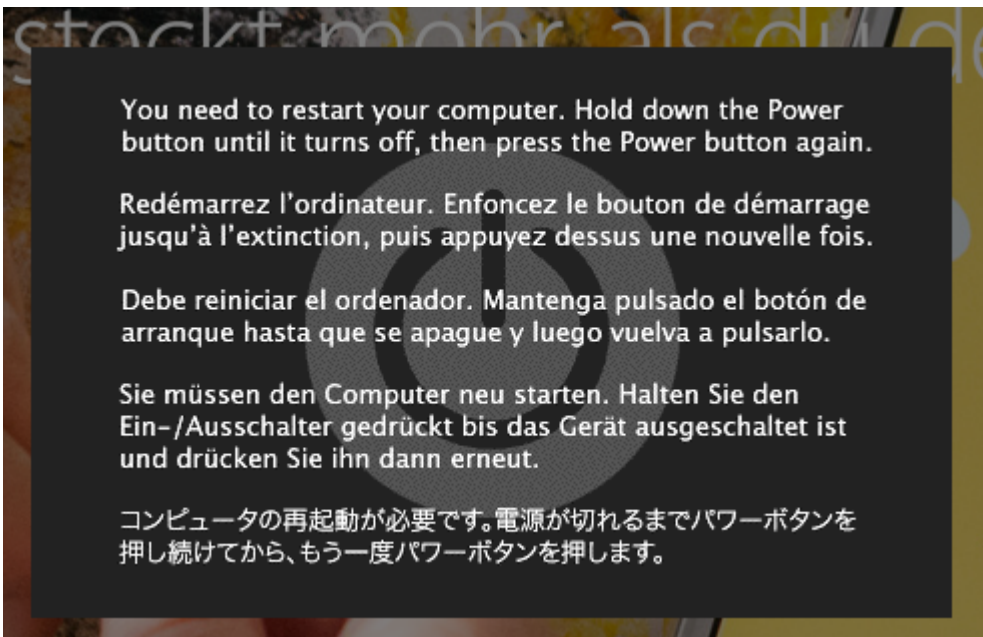 steckt mehr als du de
You need to restart your computer. Hold down the Power
button until it turns off, then press the Power button again.
Redémarrez l’ordinateur. Enfoncez le bouton de démarrage
jusqu’à l’extinction, puis appuyez dessus une nouvelle fois.
Debe reiniciar el ordenador. Mantenga pulsado el botón de
arranque hasta que se apague y luego vuelva a pulsarlo.
Sie müssen den Computer neu starten. Halten Sie den
Ein-/Ausschalter gedrückt bis das Gerät ausgeschaltet ist
und drücken Sie ihn dann erneut.
コンピュータの再起動が必要です。電源が切れるまでパワーボタンを
押し続けてから、もう一度パワーボタンを押します。